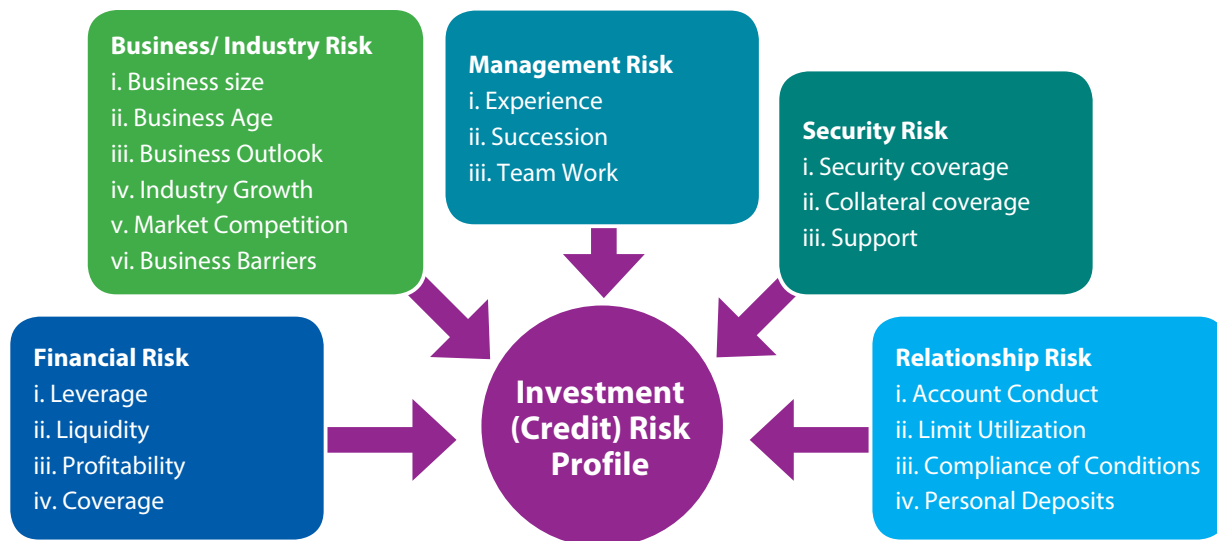 Business/ Industry Risk
i. Business size
ii. Business Age
iii. Business Outlook
iv. Industry Growth
v. Market Competition
vi. Business Barriers
Management Risk
i. Experience
ii. Succession
iii. Team Work
Security Risk
i. Security coverage
ii. Collateral coverage
iii. Support
Financial Risk
i. Leverage
ii. Liquidity
iii. Profitability
iv. Coverage
Investment
(Credit) Risk
Profile
Relationship Risk
i. Account Conduct
ii. Limit Utilization
iii. Compliance of Conditions
iv. Personal Deposits